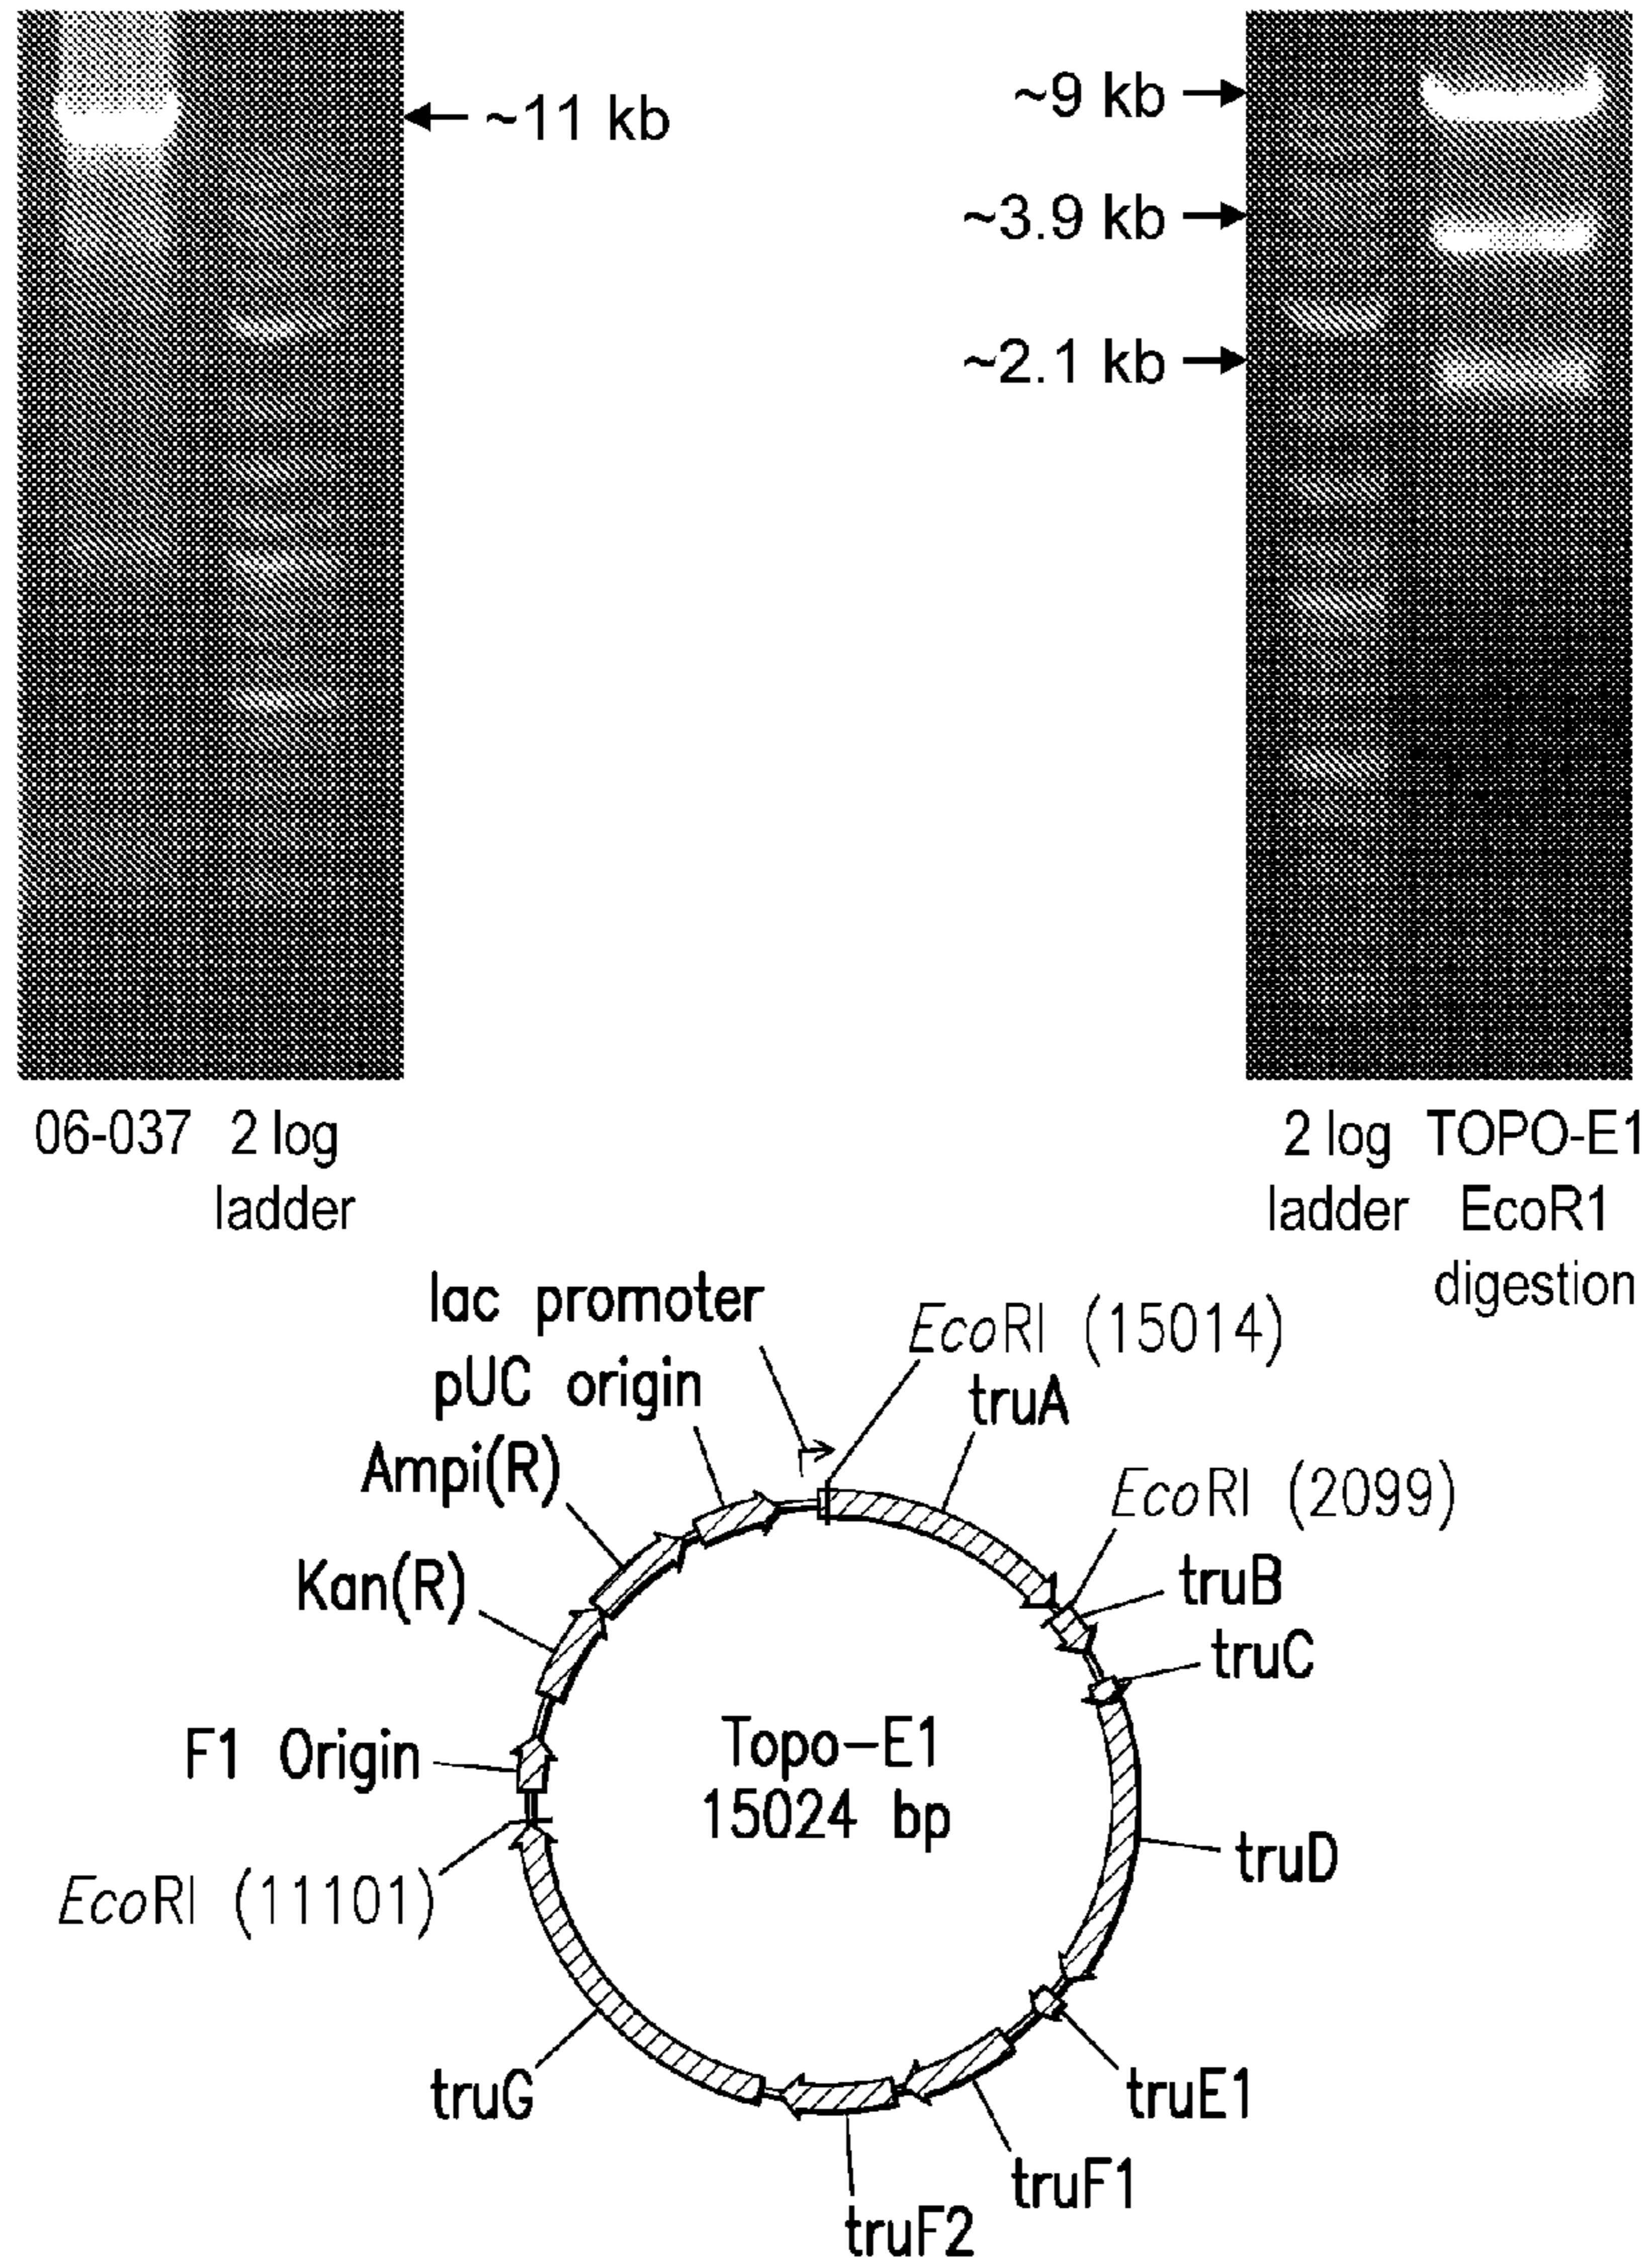 ~11 kb
~9 kb
~3.9 kb
~2.1 kb
06-037
2 log
ladder
2 log
ladder
TOPO-E1
EcoR1
digestion
lac promoter
pUC origin
Ampi(R)
Kan(R)
F1 Origin
EcoRI (11101)
EcoRI (15014)
truA
EcoRI (2099)
truB
truC
Topo-E1
15024 bp
truD
truE1
truF1
truF2
truG